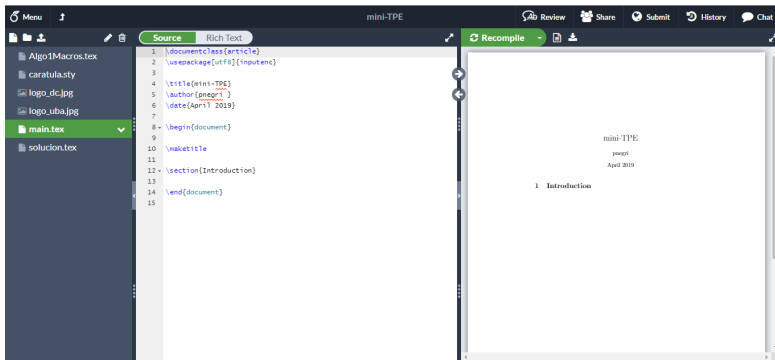 Menu
mini-TPE
Review
Share
Submit
History
Chat
Source
Rich Text
Recompile
Algo1Macros.tex
caratula.sty
logo_dc.jpg
logo_uba.jpg
main.tex
solucion.tex
1 \documentclass{article}
2 \usepackage[utf8]{inputenc}
3
4 \title{mini-TPE}
5 \author{pnegri }
6 \date{April 2019}
7
8 \begin{document}
9
10 \maketitle
11
12 \section{Introduction}
13
14 \end{document}
15
mini-TPE
pnegri
April 2019
1 Introduction